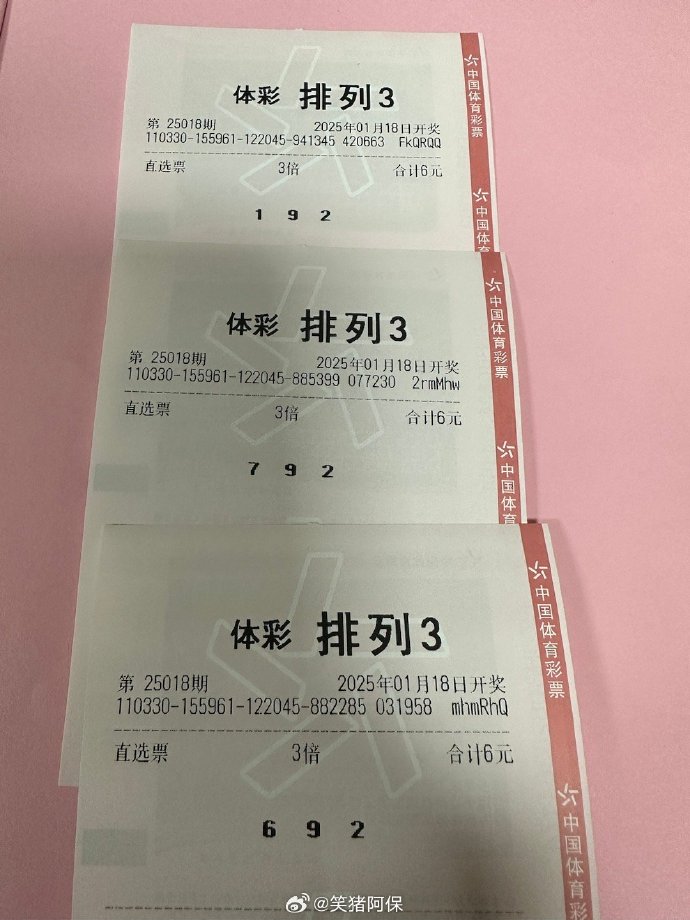 体彩 排列3
第 25018期 2025年01月18日开奖
110330-155961-122045-941345 420663 FkQRQQ
直选票 3倍 合计6元
1 9 2
中国体育彩票
中国体育
体彩 排列3
第 25018期 2025年01月18日开奖
110330-155961-122045-885399 077230 2rmMhw
直选票 3倍 合计6元
7 9 2
中国体育彩票
中国体育
体彩 排列3
第 25018期 2025年01月18日开奖
110330-155961-122045-882285 031958 mhmRhQ
直选票 3倍 合计6元
6 9 2
中国体育彩票
中国体育
@笑猪阿保